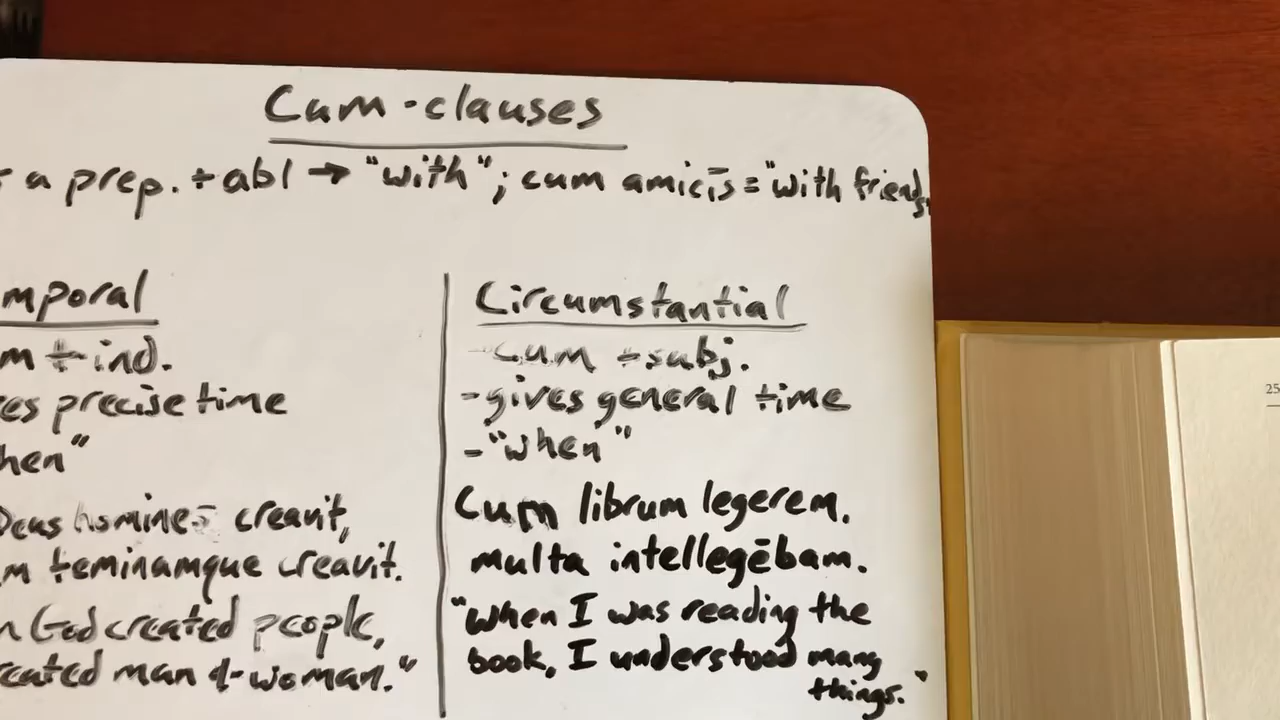 Cum-clauses
- a prep. + abl → "with"; cum amicīs = "with friends
mporal
m + ind.
es precise time
hen"
Deus homines creavit,
m feminamque creavit.
n God created people,
eated man & woman."
Circumstantial
- cum + subj.
- gives general time
- "when"
Cum librum legerem,
multa intellegēbam.
"When I was reading the
book, I understood many
things."
25